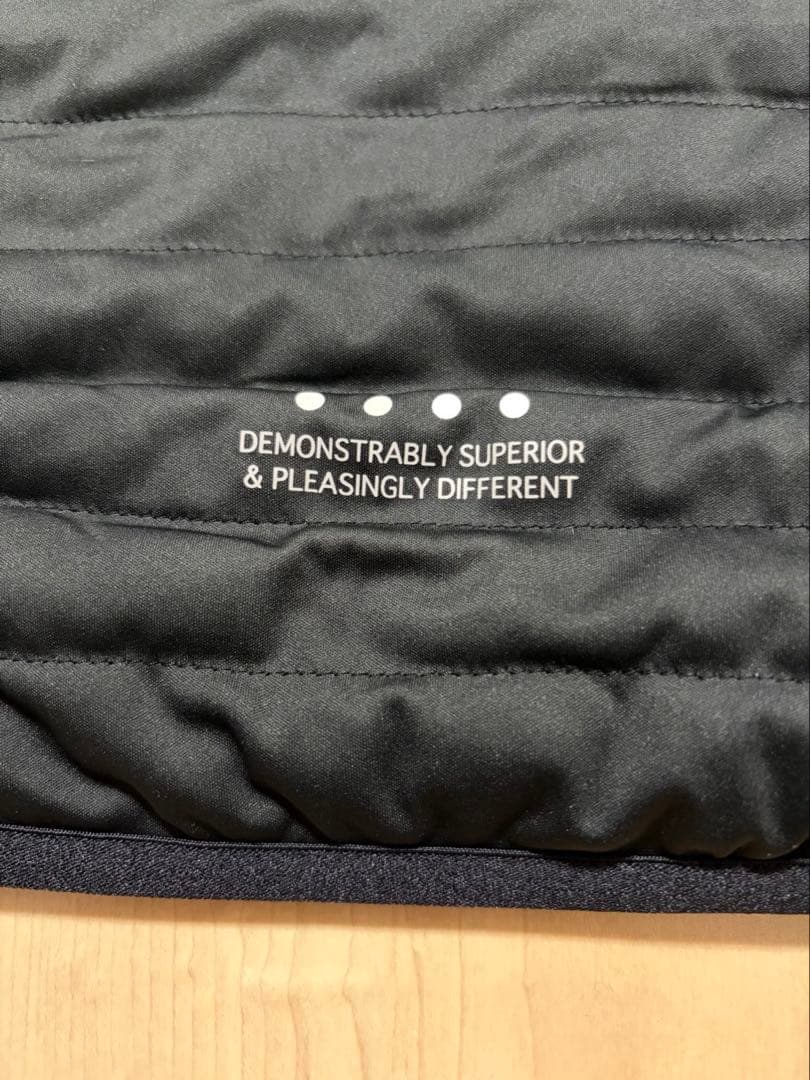 DEMONSTRABLY SUPERIOR
& PLEASINGLY DIFFERENT